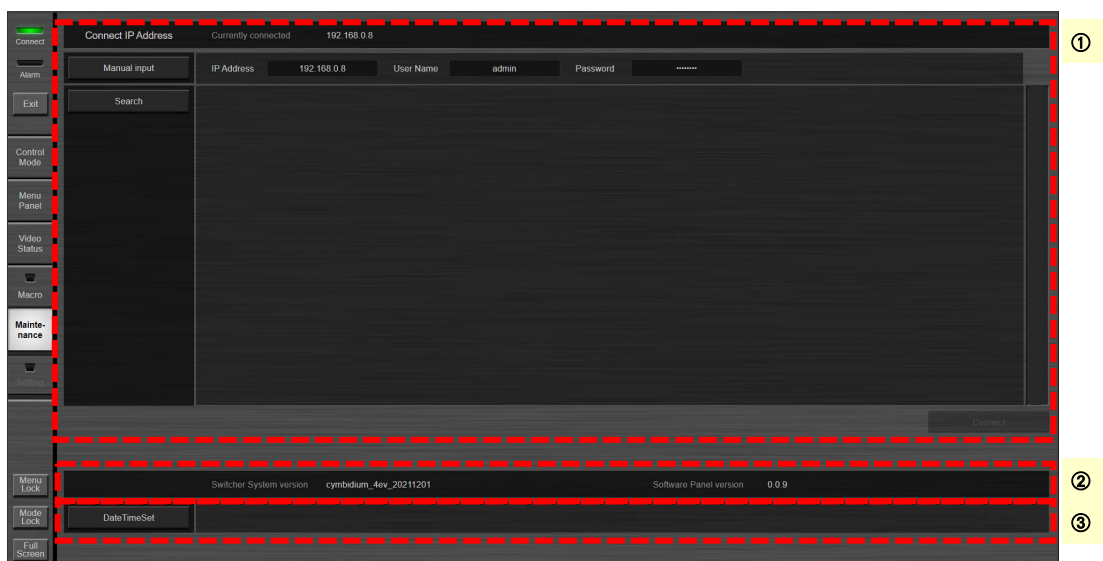 Connect
Connect IP Address Currently connected 192.168.0.8
①
Alarm
Manual input IP Address 192.168.0.8 User Name admin Password ••••••••
Exit
Search
Control
Mode
Menu
Panel
Video
Status
Macro
Mainte-
nance
Setting
Connect
Menu
Lock
Switcher System version cymbidium_4ev_20211201 Software Panel version 0.0.9
②
Mode
Lock
DateTimeSet
③
Full
Screen